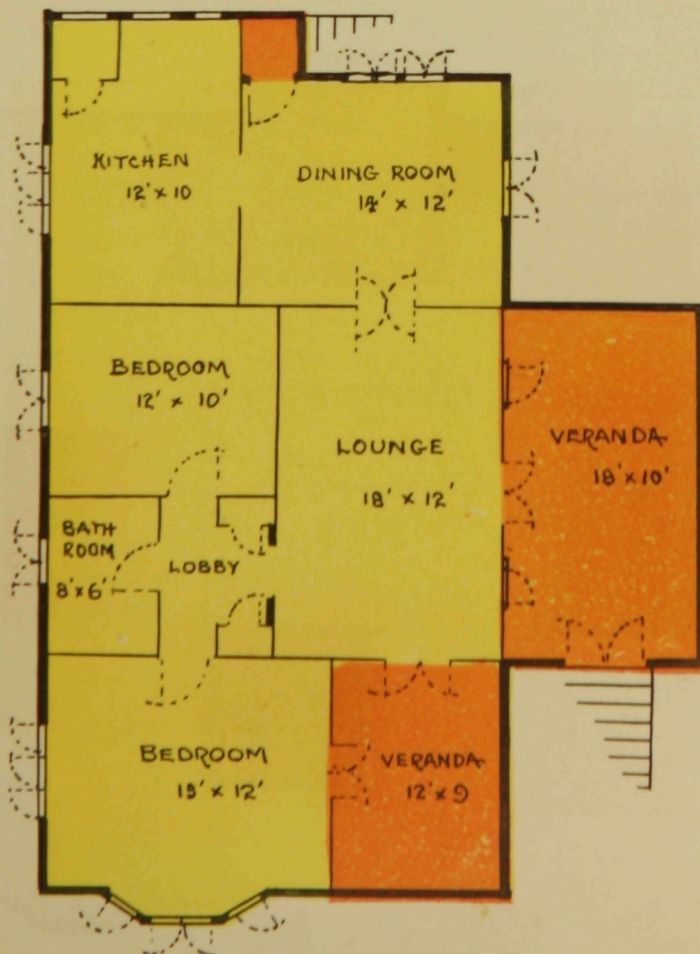 KITCHEN
12' x 10
DINING ROOM
14' x 12'
BEDROOM
12' x 10'
LOUNGE
18' x 12'
VERANDA
18' x 10'
BATH
ROOM
8' x 6'
LOBBY
BEDROOM
15' x 12'
VERANDA
12' x 9